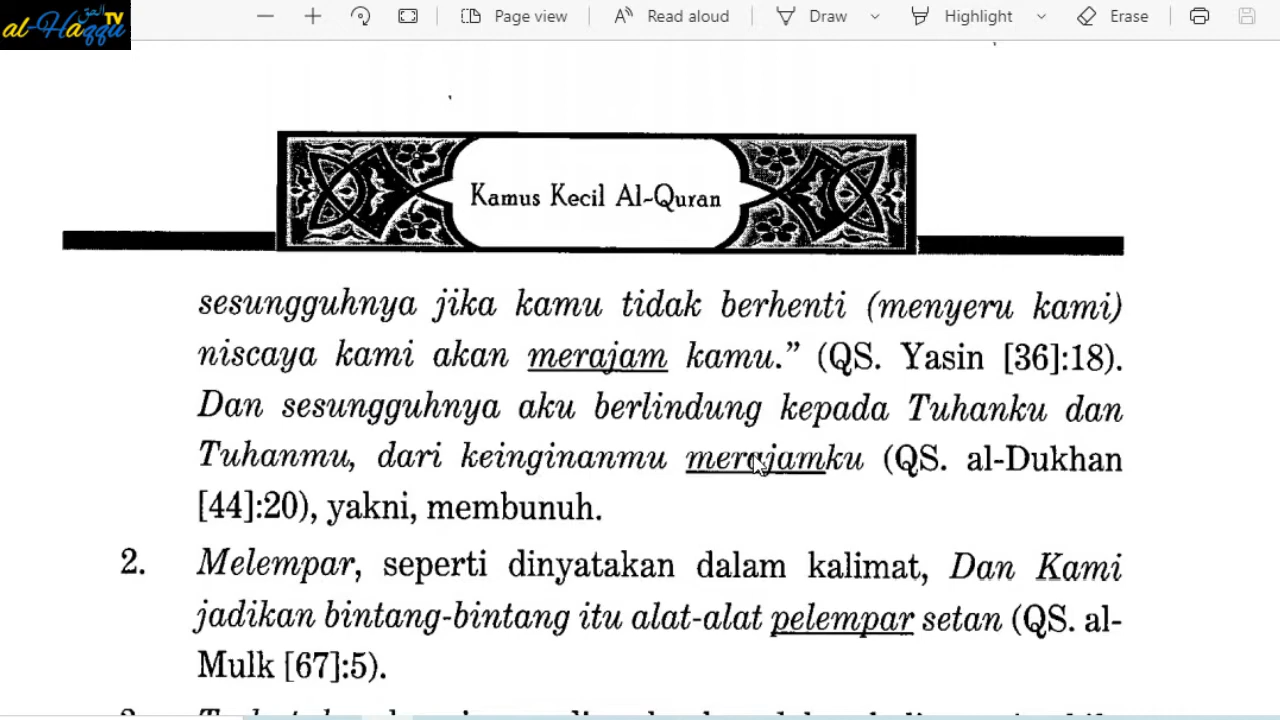 الحق TV
al-Haqqu
Page view
Read aloud
Draw
Highlight
Erase
Kamus Kecil Al-Quran
sesungguhnya jika kamu tidak berhenti (menyeru kami)
niscaya kami akan merajam kamu.” (QS. Yasin [36]:18).
Dan sesungguhnya aku berlindung kepada Tuhanku dan
Tuhanmu, dari keinginanmu merajamku (QS. al-Dukhan
[44]:20), yakni, membunuh.
2. Melempar, seperti dinyatakan dalam kalimat, Dan Kami
jadikan bintang-bintang itu alat-alat pelempar setan (QS. al-
Mulk [67]:5).